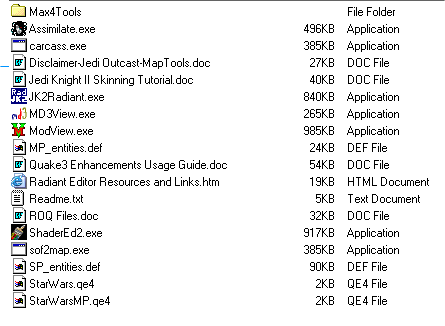 Max4Tools File Folder
Assimilate.exe 496KB Application
carcass.exe 385KB Application
Disclaimer-Jedi Outcast-MapTools.doc 27KB DOC File
Jedi Knight II Skinning Tutorial.doc 40KB DOC File
JK2Radiant.exe 840KB Application
MD3View.exe 265KB Application
ModView.exe 985KB Application
MP_entities.def 24KB DEF File
Quake3 Enhancements Usage Guide.doc 54KB DOC File
Radiant Editor Resources and Links.htm 19KB HTML Document
Readme.txt 5KB Text Document
ROQ Files.doc 32KB DOC File
ShaderEd2.exe 917KB Application
sof2map.exe 385KB Application
SP_entities.def 90KB DEF File
StarWars.qe4 2KB QE4 File
StarWarsMP.qe4 2KB QE4 File